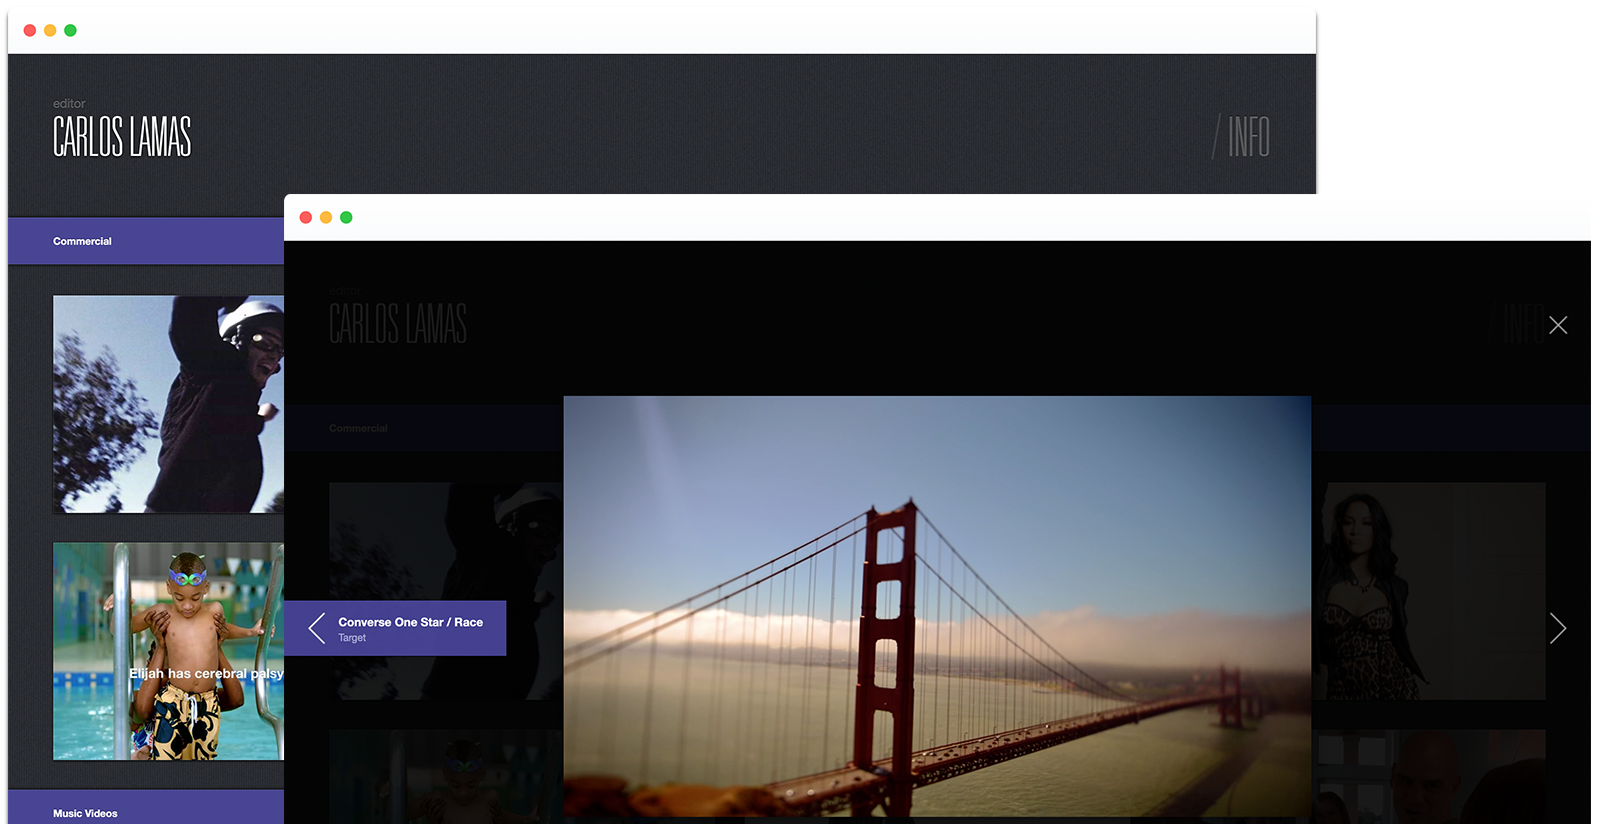 editor
CARLOS LAMAS
/ INFO
Commercial
Elijah has cerebral palsy
Music Videos
editor
CARLOS LAMAS
/ INFO
Commercial
Converse One Star / Race
Target